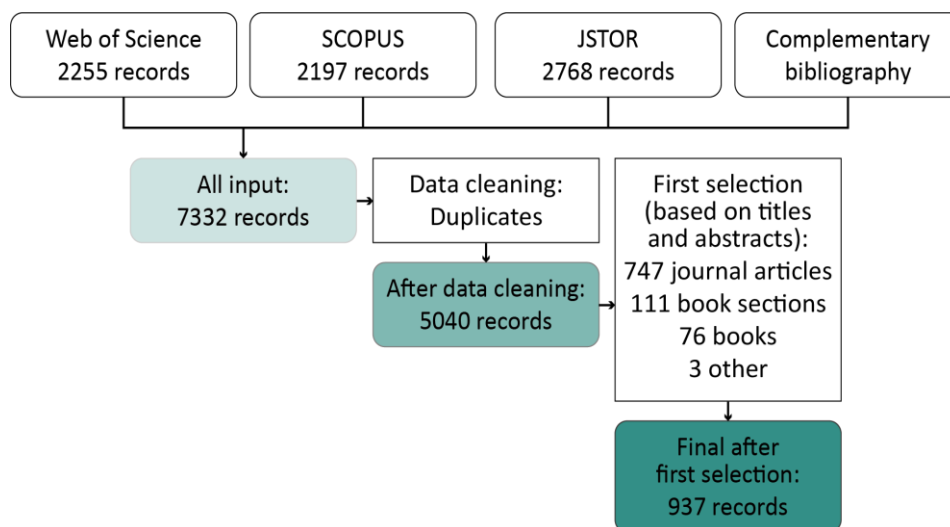 Web of Science
2255 records
SCOPUS
2197 records
JSTOR
2768 records
Complementary
bibliography
All input:
7332 records
Data cleaning:
Duplicates
After data cleaning:
5040 records
First selection
(based on titles
and abstracts):
747 journal articles
111 book sections
76 books
3 other
Final after
first selection:
937 records